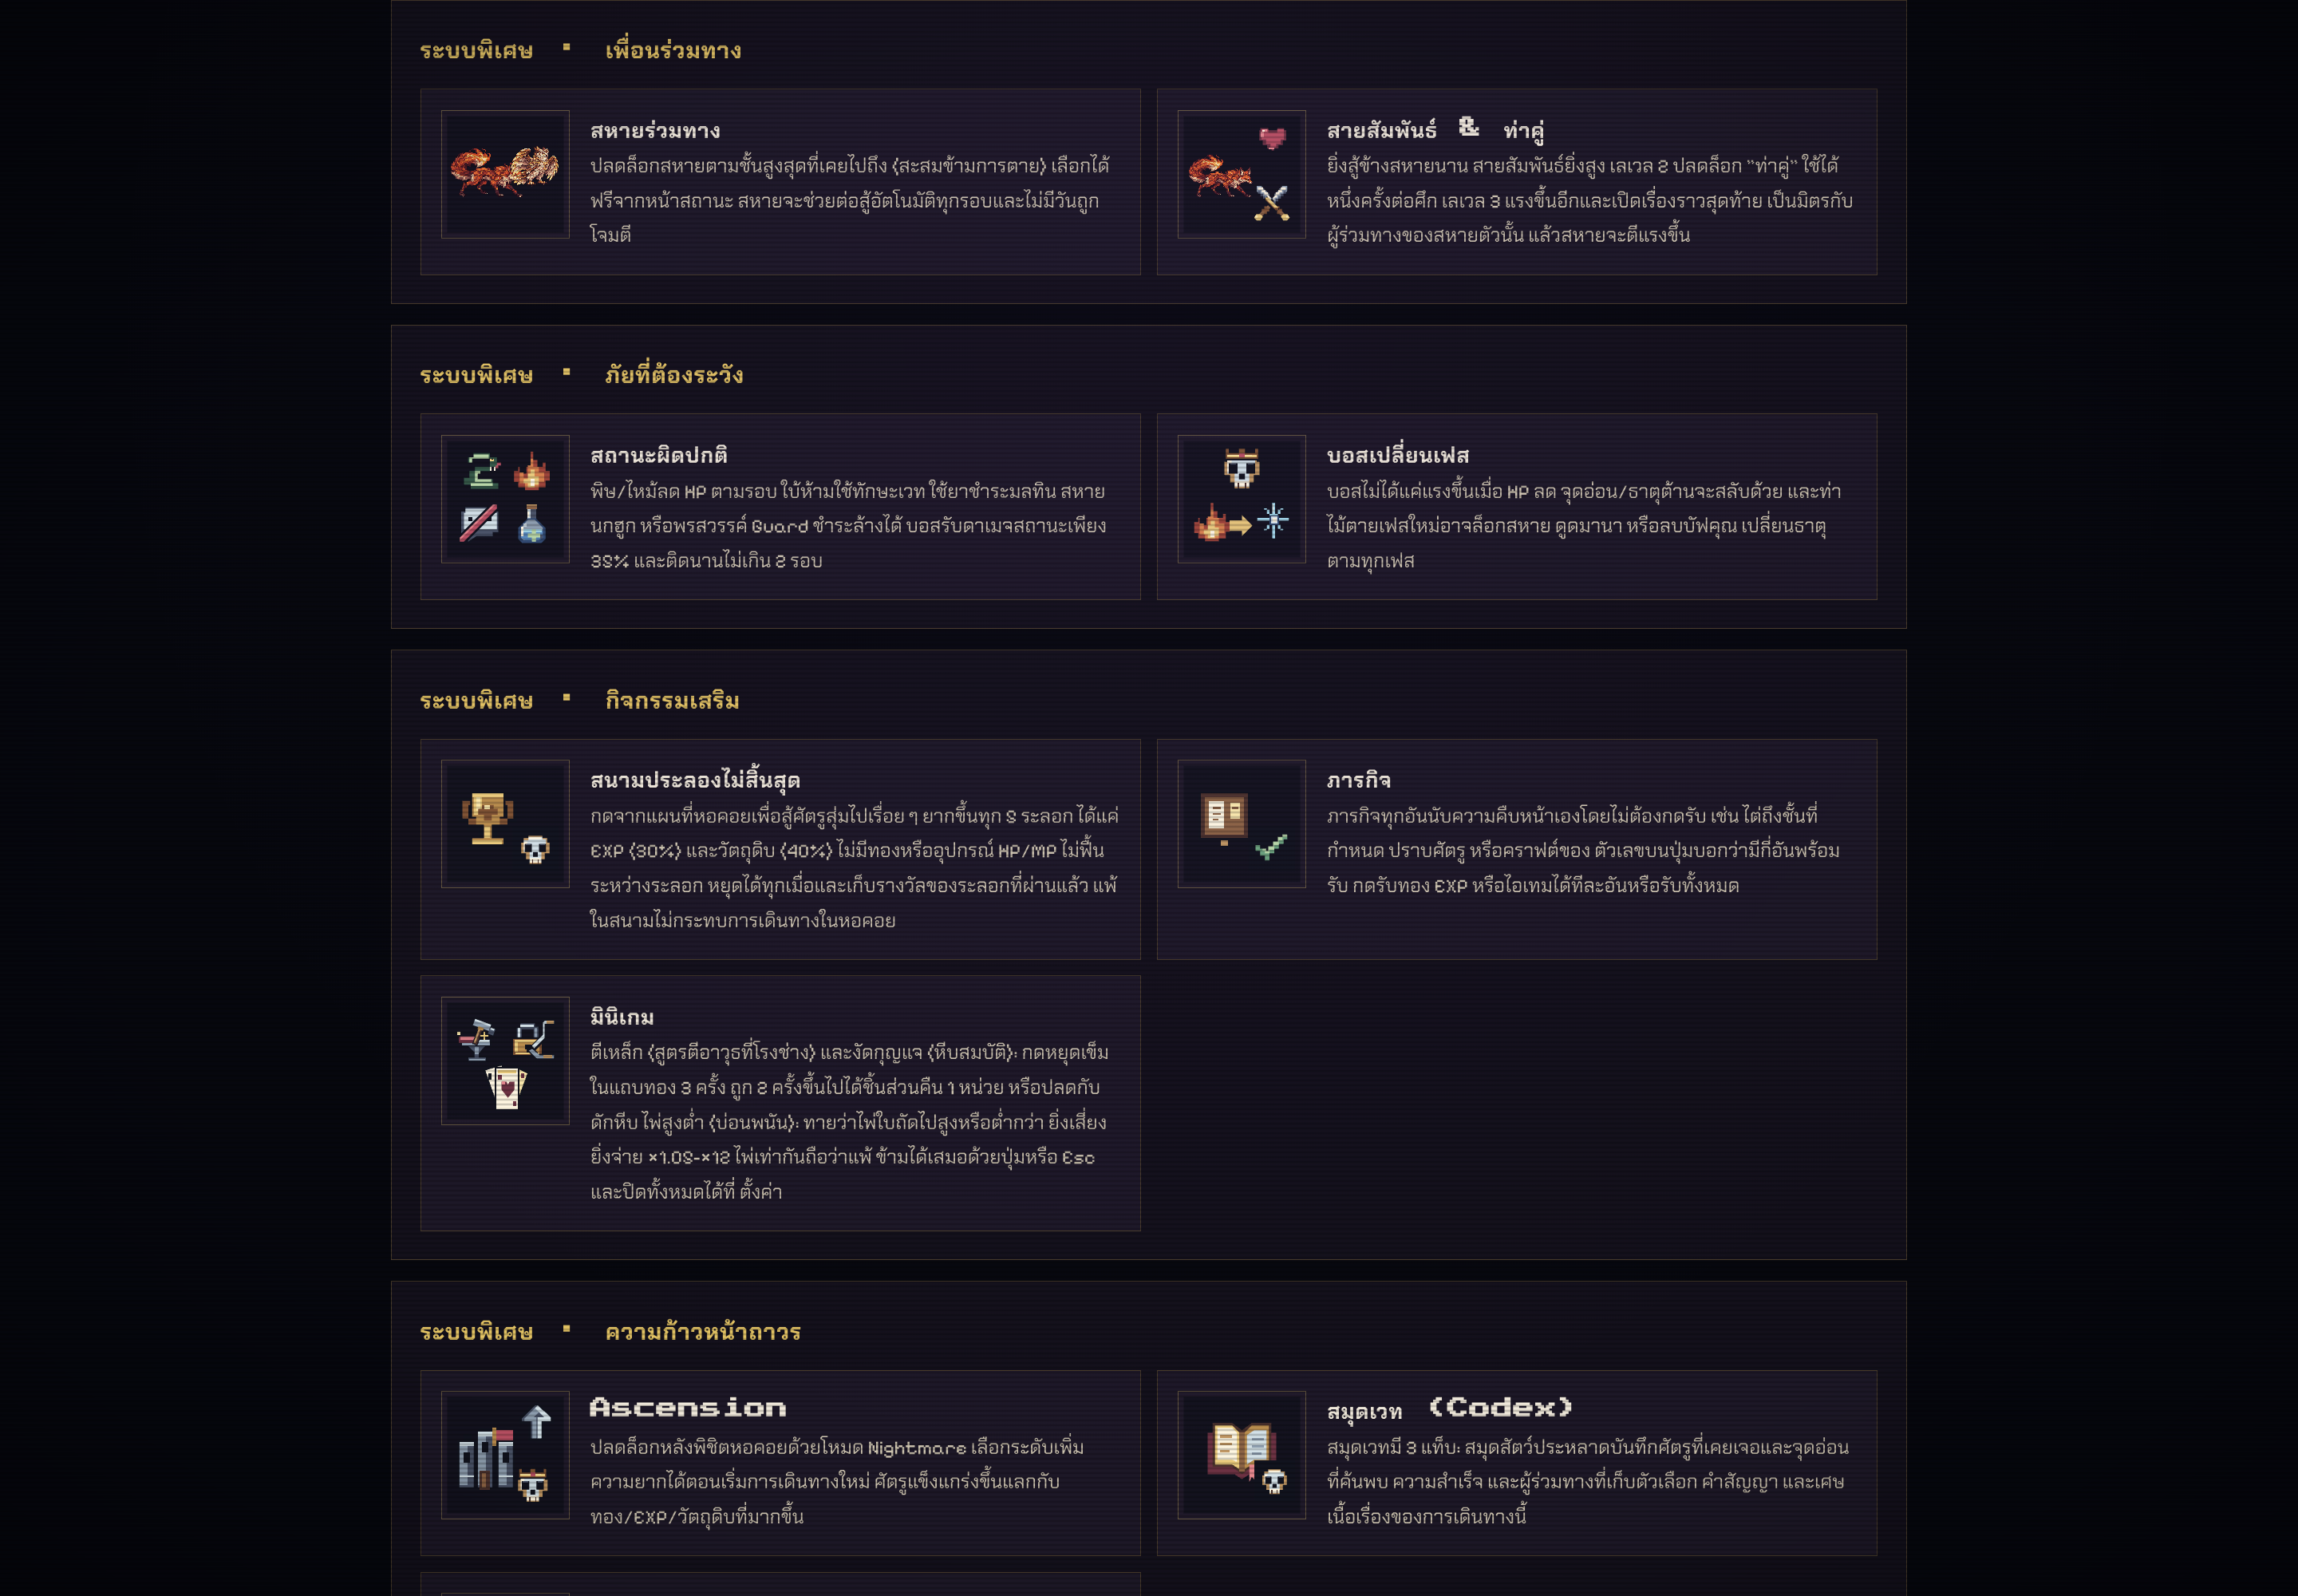 ระบบพิเศษ · เพื่อนร่วมทาง
สหายร่วมทาง
ปลดล็อกสหายตามชั้นสูงสุดที่เคยไปถึง (สะสมข้ามการตาย) เลือกได้
ฟรีจากหน้าสถานะ สหายจะช่วยต่อสู้อัตโนมัติทุกรอบและไม่มีวันถูก
โจมตี
สายสัมพันธ์ & ท่าคู่
ยิ่งสู้ข้างสหายนาน สายสัมพันธ์ยิ่งสูง เลเวล 2 ปลดล็อก "ท่าคู่" ใช้ได้
หนึ่งครั้งต่อศึก เลเวล 3 แรงขึ้นอีกและเปิดเรื่องราวสุดท้าย เป็นมิตรกับ
ผู้ร่วมทางของสหายตัวนั้น แล้วสหายจะตีแรงขึ้น
ระบบพิเศษ · ภัยที่ต้องระวัง
สถานะผิดปกติ
พิษ/ไหม้ลด HP ตามรอบ ใบ้ห้ามใช้ทักษะเวท ใช้ยาชำระมลทิน สหาย
นกฮูก หรือพรสวรรค์ Guard ชำระล้างได้ บอสรับดาเมจสถานะเพียง
35% และติดนานไม่เกิน 2 รอบ
บอสเปลี่ยนเฟส
บอสไม่ได้แค่แรงขึ้นเมื่อ HP ลด จุดอ่อน/ธาตุต้านจะสลับด้วย และท่า
ไม้ตายเฟสใหม่อาจล็อกสหาย ดูดมานา หรือลบบัฟคุณ เปลี่ยนธาตุ
ตามทุกเฟส
ระบบพิเศษ · กิจกรรมเสริม
สนามประลองไม่สิ้นสุด
กดจากแผนที่หอคอยเพื่อสู้ศัตรูสุ่มไปเรื่อย ๆ ยากขึ้นทุก 5 ระลอก ได้แค่
EXP (30%) และวัตถุดิบ (40%) ไม่มีทองหรืออุปกรณ์ HP/MP ไม่ฟื้น
ระหว่างระลอก หยุดได้ทุกเมื่อและเก็บรางวัลของระลอกที่ผ่านแล้ว แพ้
ในสนามไม่กระทบการเดินทางในหอคอย
ภารกิจ
ภารกิจทุกอันนับความคืบหน้าเองโดยไม่ต้องกดรับ เช่น ไต่ถึงชั้นที่
กำหนด ปราบศัตรู หรือคราฟต์ของ ตัวเลขบนปุ่มบอกว่ามีกี่อันพร้อม
รับ กดรับทอง EXP หรือไอเทมได้ทีละอันหรือรับทั้งหมด
มินิเกม
ตีเหล็ก (สูตรตีอาวุธที่โรงช่าง) และงัดกุญแจ (หีบสมบัติ): กดหยุดเข็ม
ในแถบทอง 3 ครั้ง ถูก 2 ครั้งขึ้นไปได้ชิ้นส่วนคืน 1 หน่วย หรือปลดกับ
ดักหีบ ไพ่สูงต่ำ (บ่อนพนัน): ทายว่าไพ่ใบถัดไปสูงหรือต่ำกว่า ยิ่งเสี่ยง
ยิ่งจ่าย ×1.05-×12 ไพ่เท่ากันถือว่าแพ้ ข้ามได้เสมอด้วยปุ่มหรือ Esc
และปิดทั้งหมดได้ที่ ตั้งค่า
ระบบพิเศษ · ความก้าวหน้าถาวร
Ascension
ปลดล็อกหลังพิชิตหอคอยด้วยโหมด Nightmare เลือกระดับเพิ่ม
ความยากได้ตอนเริ่มการเดินทางใหม่ ศัตรูแข็งแกร่งขึ้นแลกกับ
ทอง/EXP/วัตถุดิบที่มากขึ้น
สมุดเวท (Codex)
สมุดเวทมี 3 แท็บ: สมุดสัตว์ประหลาดบันทึกศัตรูที่เคยเจอและจุดอ่อน
ที่ค้นพบ ความสำเร็จ และผู้ร่วมทางที่เก็บตัวเลือก คำสัญญา และเศษ
เนื้อเรื่องของการเดินทางนี้